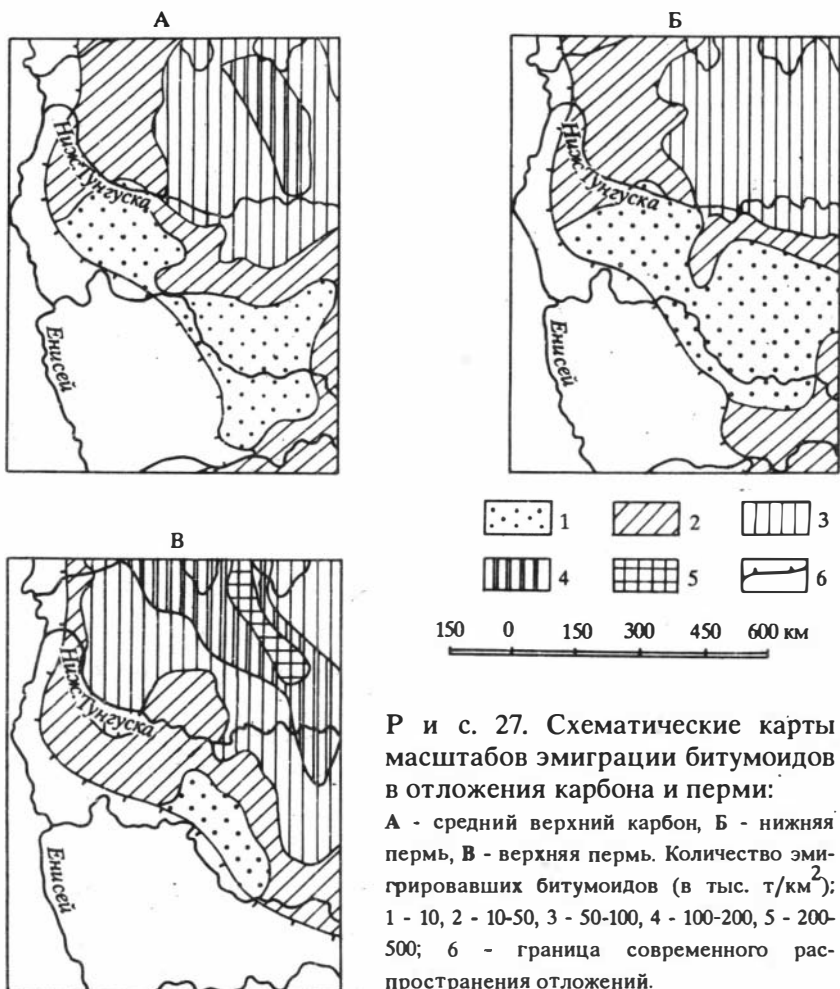 А
Ниж. Тунгуска
Енисей
Б
Ниж. Тунгуска
Енисей
В
Ниж. Тунгуска
Енисей
1 2 3
4 5 6
150 0 150 300 450 600 км
Р и с. 27. Схематические карты
масштабов эмиграции битумоидов
в отложения карбона и перми:
А - средний верхний карбон, Б - нижняя
пермь, В - верхняя пермь. Количество эми-
грировавших битумоидов (в тыс. т/км²):
1 - 10, 2 - 10-50, 3 - 50-100, 4 - 100-200, 5 - 200-
500; 6 - граница современного рас-
пространения отложений.